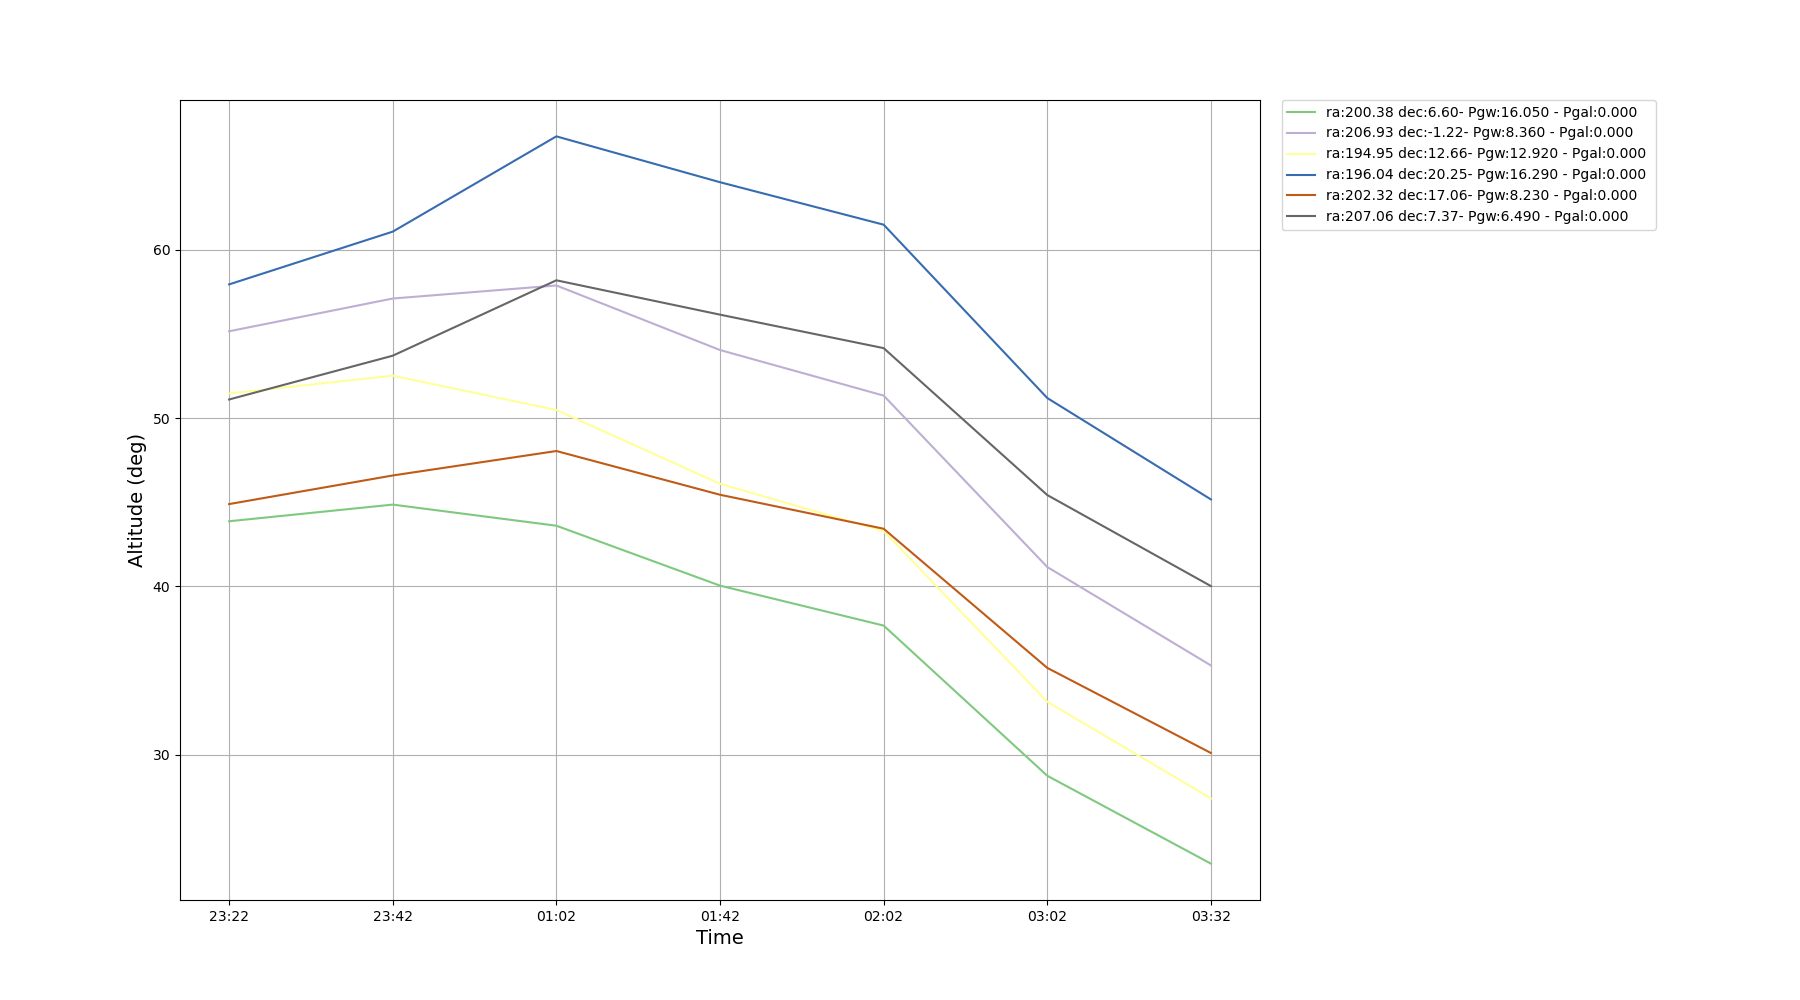 ra:200.38 dec:6.60- Pgw:16.050 - Pgal:0.000
ra:206.93 dec:-1.22- Pgw:8.360 - Pgal:0.000
ra:194.95 dec:12.66- Pgw:12.920 - Pgal:0.000
ra:196.04 dec:20.25- Pgw:16.290 - Pgal:0.000
ra:202.32 dec:17.06- Pgw:8.230 - Pgal:0.000
ra:207.06 dec:7.37- Pgw:6.490 - Pgal:0.000
60
50
40
30
Altitude (deg)
23:22 23:42 01:02 01:42 02:02 03:02 03:32
Time